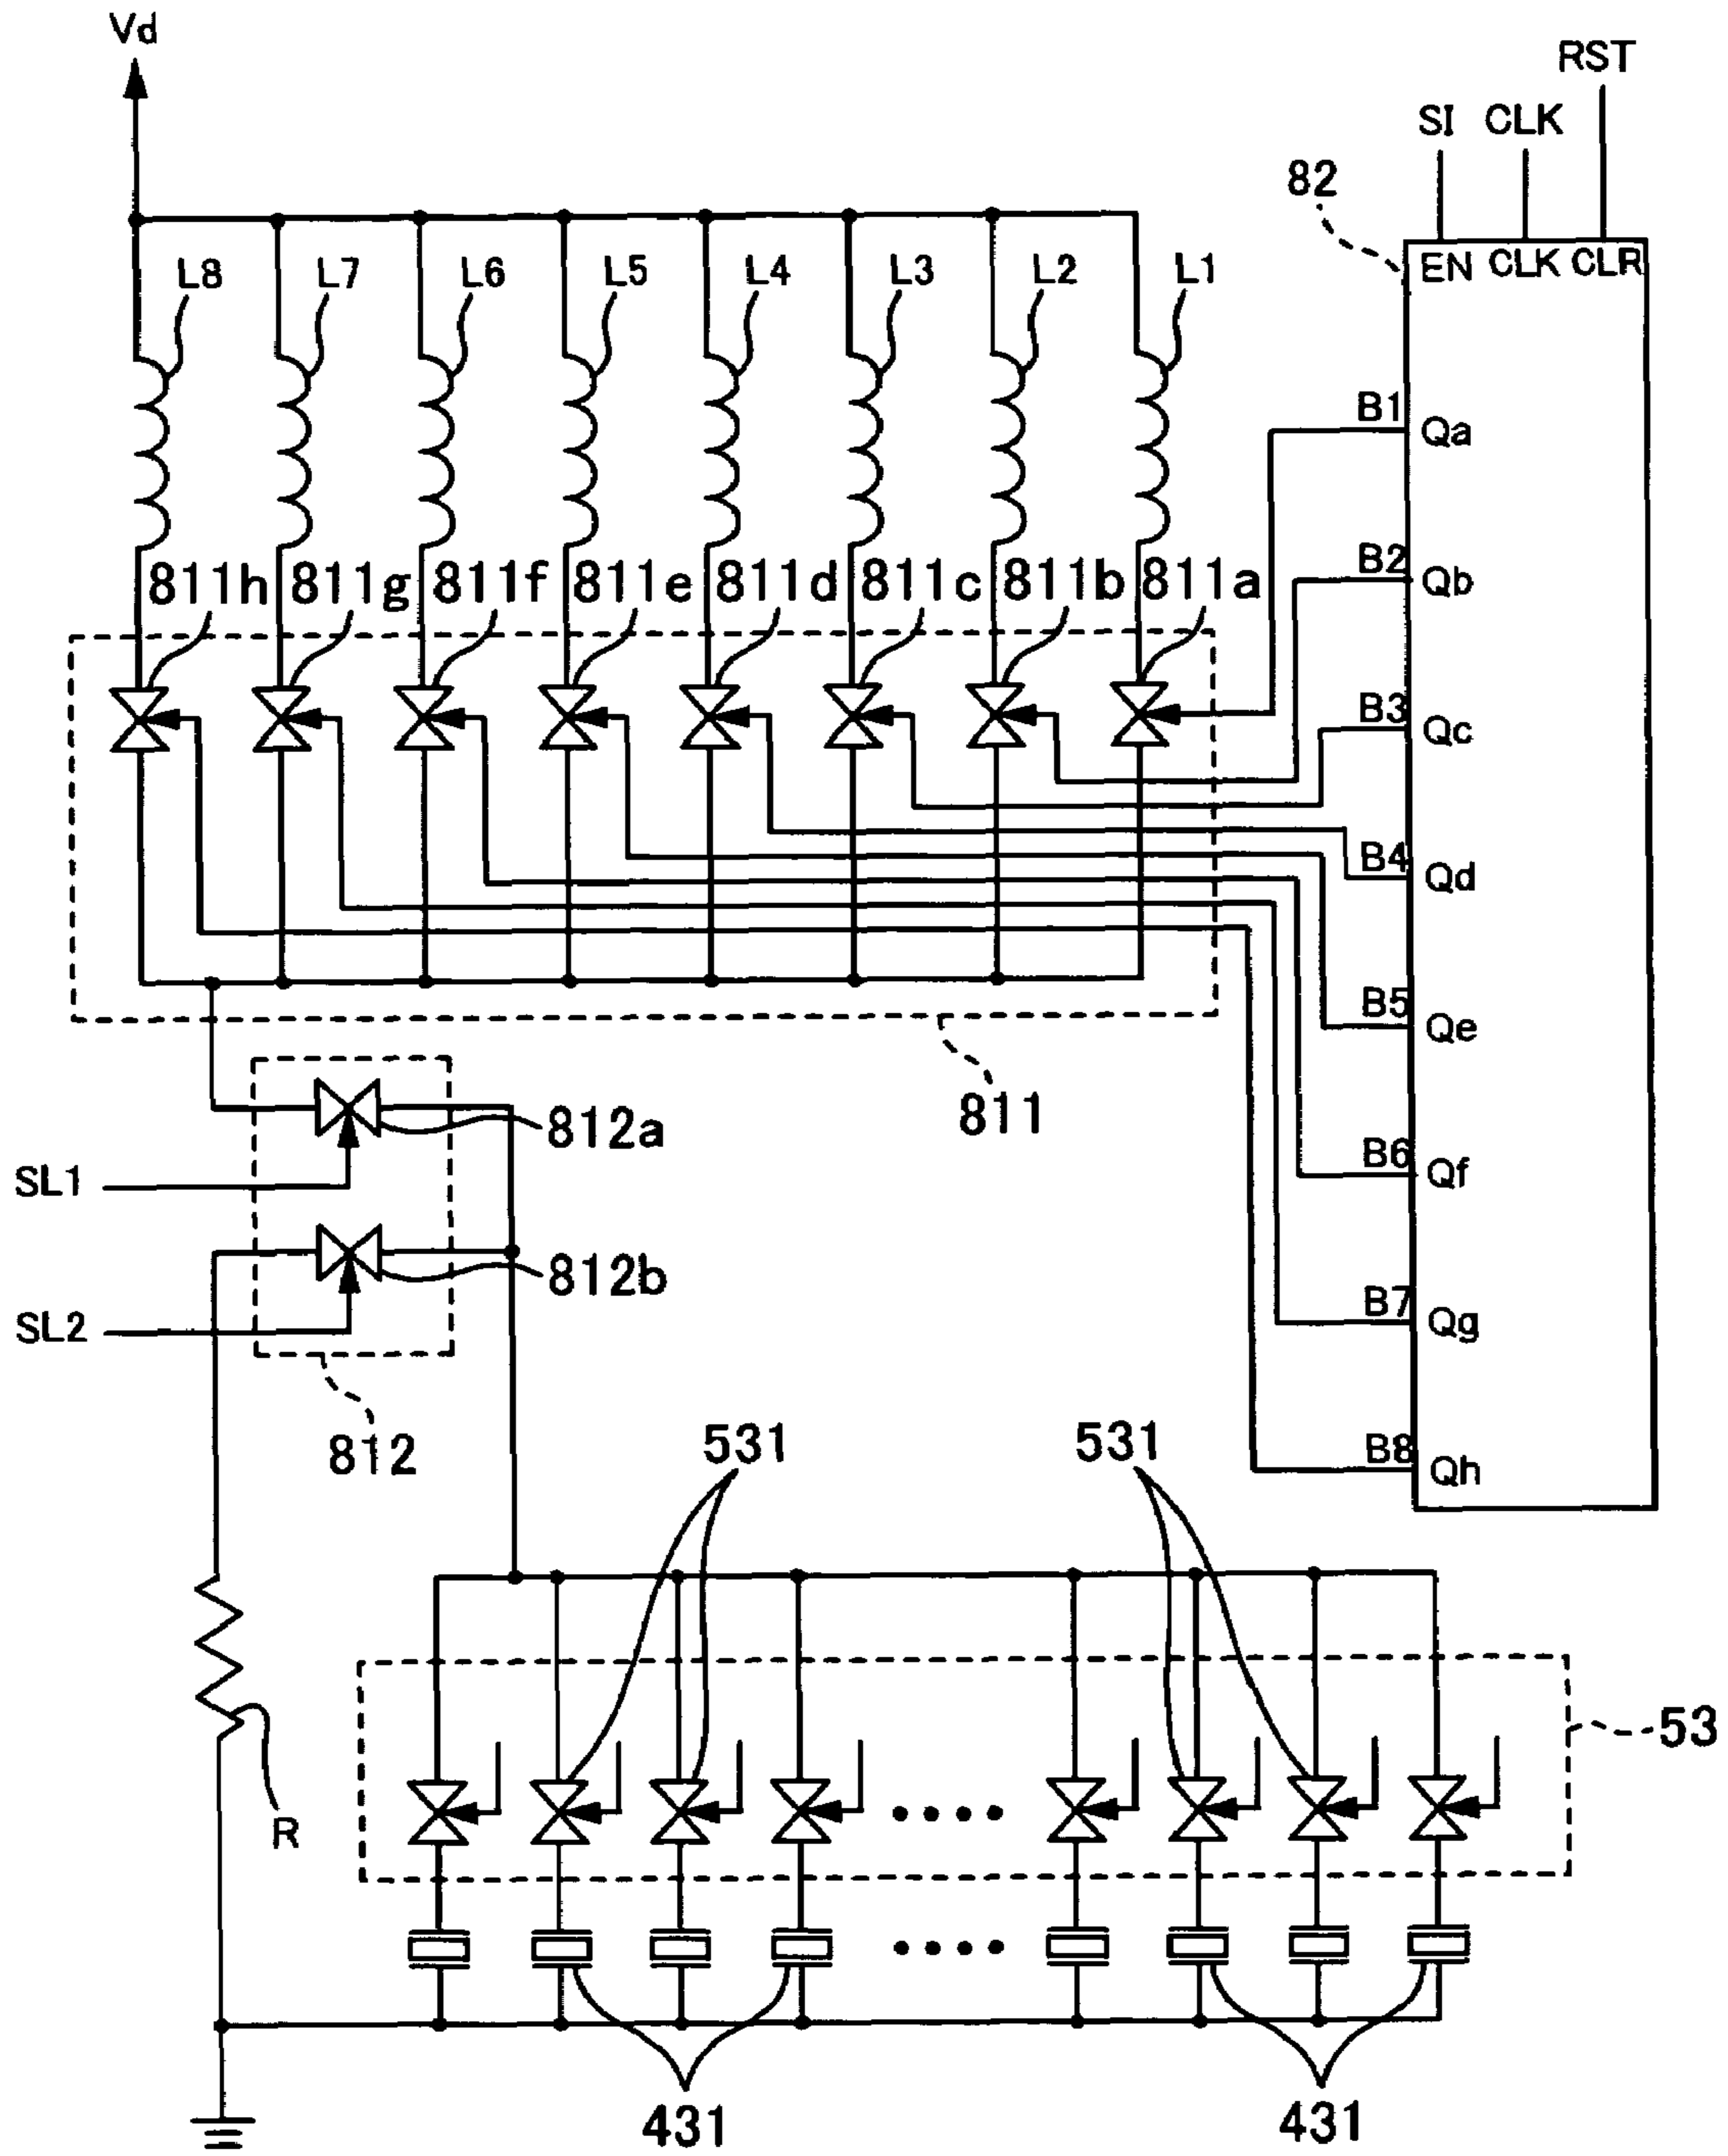 Vd
RST
SI CLK
82
EN CLK CLR
L8 L7 L6 L5 L4 L3 L2 L1
B1
Qa
811h 811g 811f 811e 811d 811c 811b 811a
B2
Qb
B3
Qc
B4
Qd
B5
Qe
811
812a
B6
Qf
SL1
812b
B7
Qg
SL2
812
531 531
B8
Qh
53
R
431 431